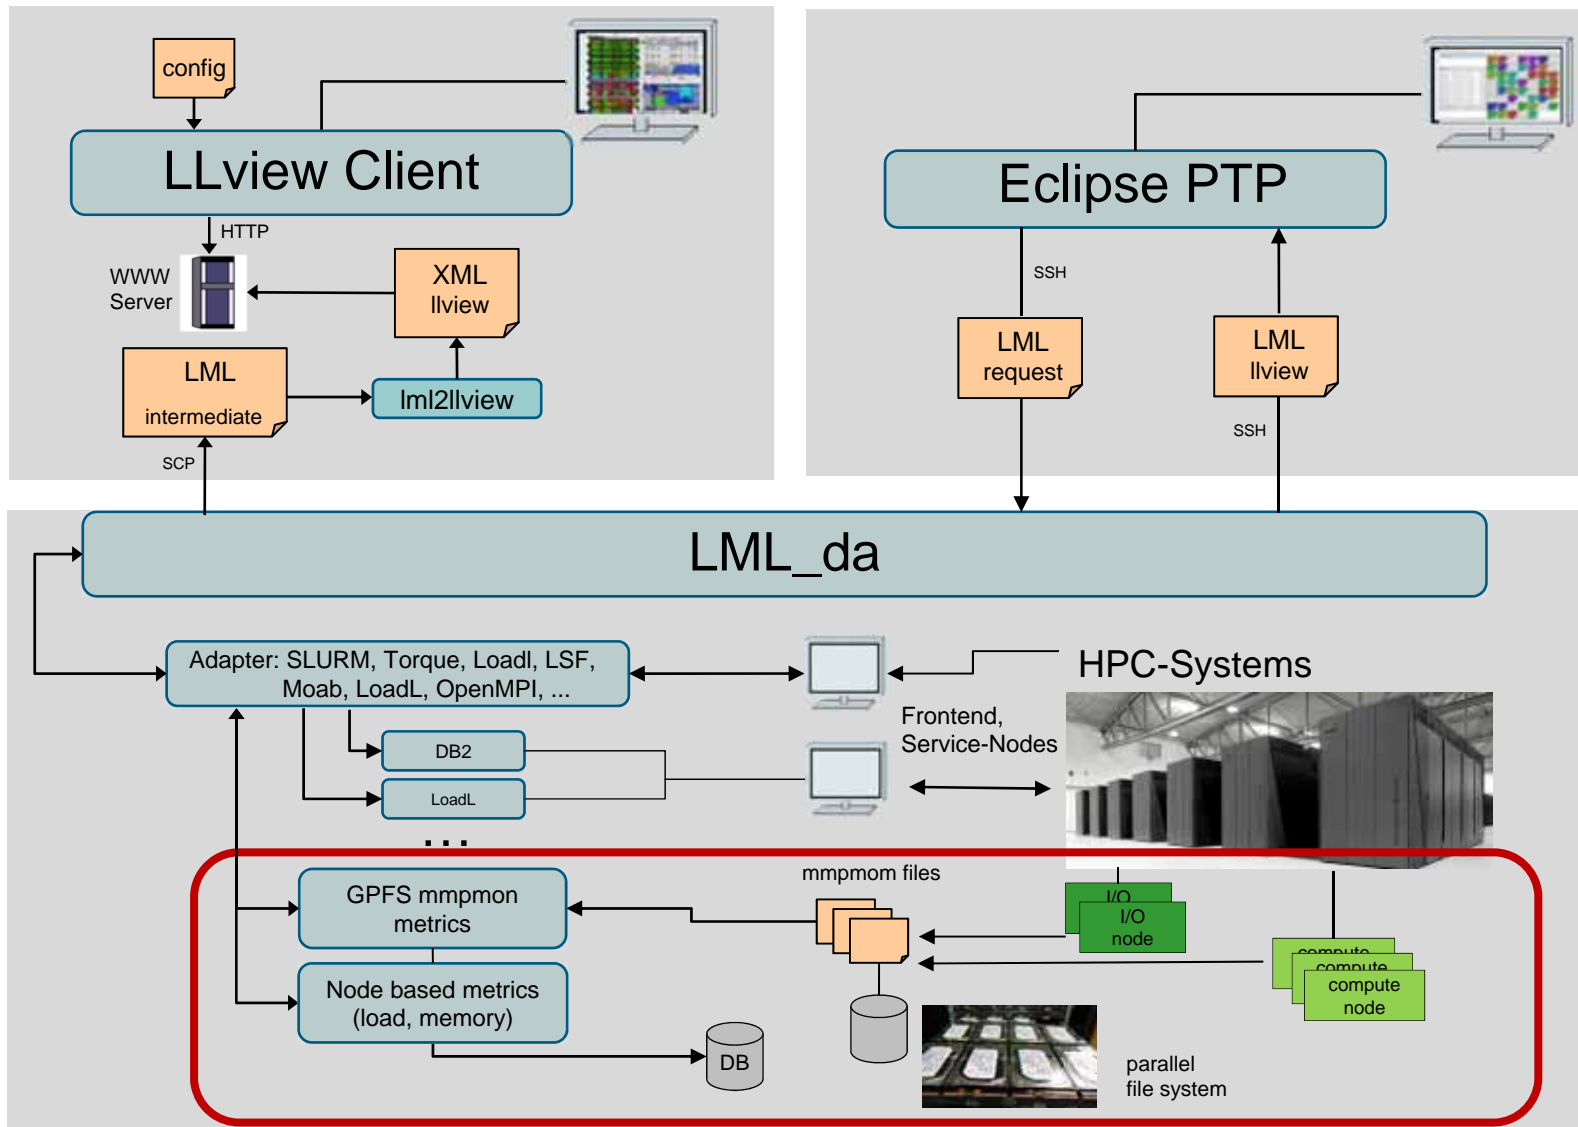 config
LLview Client
HTTP
WWW
Server
XML
llview
LML
intermediate
lml2llview
SCP
Eclipse PTP
SSH
LML
request
LML
llview
SSH
LML_da
Adapter: SLURM, Torque, Loadl, LSF,
Moab, LoadL, OpenMPI, ...
HPC-Systems
Frontend,
Service-Nodes
DB2
LoadL
...
GPFS mmpmon
metrics
mmpmom files
I/O
I/O
node
compute
compute
compute
node
Node based metrics
(load, memory)
DB
parallel
file system